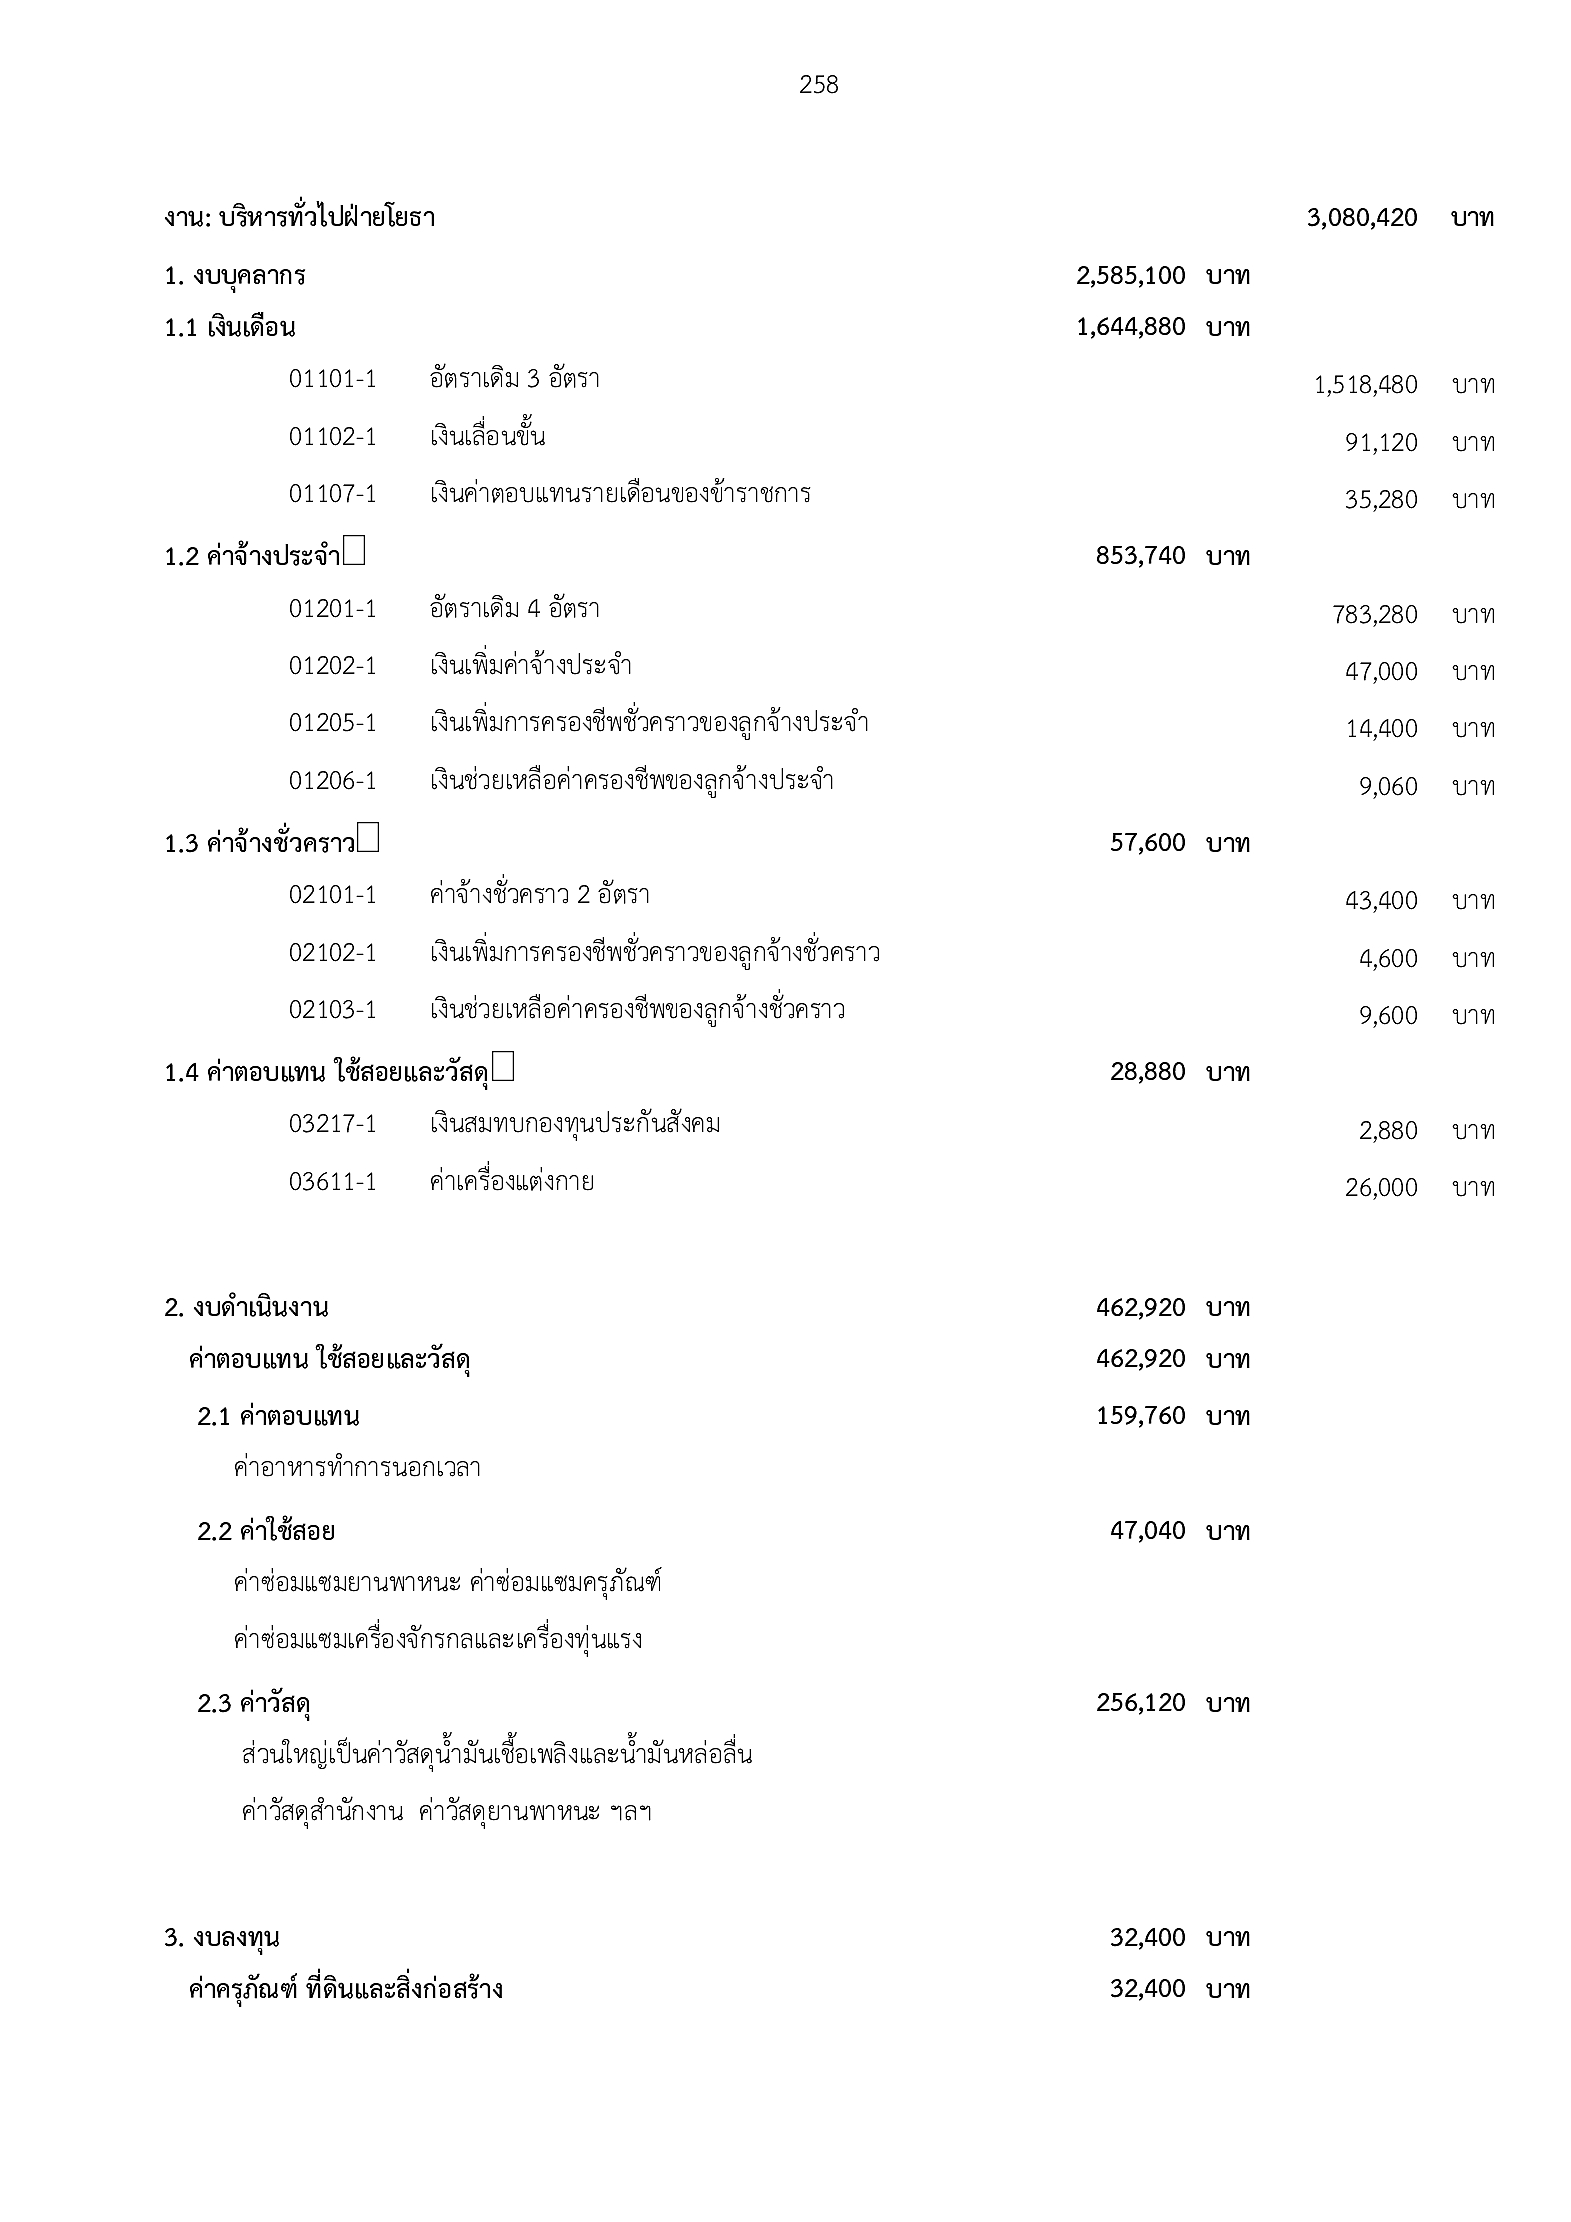 258
งาน: บริหารทั่วไปฝ่ายโยธา 3,080,420 บาท
1. งบบุคลากร 2,585,100 บาท
1.1 เงินเดือน 1,644,880 บาท
01101-1 อัตราเดิม 3 อัตรา 1,518,480 บาท
01102-1 เงินเลื่อนขั้น 91,120 บาท
01107-1 เงินค่าตอบแทนรายเดือนของข้าราชการ 35,280 บาท
1.2 ค่าจ้างประจำ 853,740 บาท
01201-1 อัตราเดิม 4 อัตรา 783,280 บาท
01202-1 เงินเพิ่มค่าจ้างประจำ 47,000 บาท
01205-1 เงินเพิ่มการครองชีพชั่วคราวของลูกจ้างประจำ 14,400 บาท
01206-1 เงินช่วยเหลือค่าครองชีพของลูกจ้างประจำ 9,060 บาท
1.3 ค่าจ้างชั่วคราว 57,600 บาท
02101-1 ค่าจ้างชั่วคราว 2 อัตรา 43,400 บาท
02102-1 เงินเพิ่มการครองชีพชั่วคราวของลูกจ้างชั่วคราว 4,600 บาท
02103-1 เงินช่วยเหลือค่าครองชีพของลูกจ้างชั่วคราว 9,600 บาท
1.4 ค่าตอบแทน ใช้สอยและวัสดุ 28,880 บาท
03217-1 เงินสมทบกองทุนประกันสังคม 2,880 บาท
03611-1 ค่าเครื่องแต่งกาย 26,000 บาท
2. งบดำเนินงาน 462,920 บาท
ค่าตอบแทน ใช้สอยและวัสดุ 462,920 บาท
2.1 ค่าตอบแทน 159,760 บาท
ค่าอาหารทำการนอกเวลา
2.2 ค่าใช้สอย 47,040 บาท
ค่าซ่อมแซมยานพาหนะ ค่าซ่อมแซมครุภัณฑ์
ค่าซ่อมแซมเครื่องจักรกลและเครื่องทุ่นแรง
2.3 ค่าวัสดุ 256,120 บาท
ส่วนใหญ่เป็นค่าวัสดุน้ำมันเชื้อเพลิงและน้ำมันหล่อลื่น
ค่าวัสดุสำนักงาน ค่าวัสดุยานพาหนะ ฯลฯ
3. งบลงทุน 32,400 บาท
ค่าครุภัณฑ์ ที่ดินและสิ่งก่อสร้าง 32,400 บาท